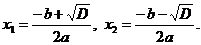 x₁ = (−b + √D) / 2a, x₂ = (−b − √D) / 2a.